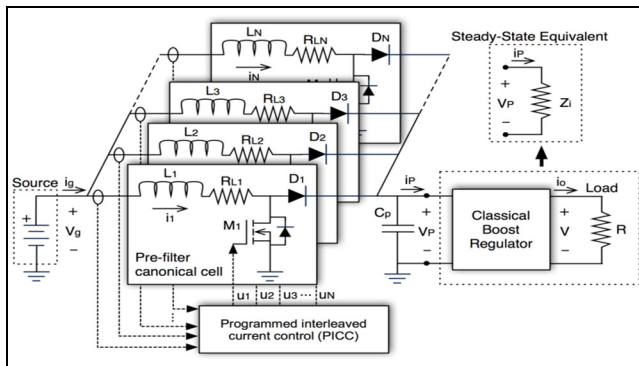 LN
RLN
DN
iN
L3
RL3
D3
L2
RL2
D2
L1
RL1
D1
i1
M1
Pre-filter
canonical cell
Source
ig
+
Vg
−
u1 u2 u3 ··· uN
Programmed interleaved
current control (PICC)
Steady-State Equivalent
iP
+
VP
−
Zi
iP
CP
+
VP
−
Classical
Boost
Regulator
io
Load
+
V
−
R